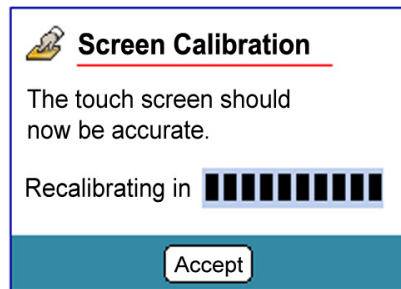 Screen Calibration
The touch screen should
now be accurate.
Recalibrating in
Accept